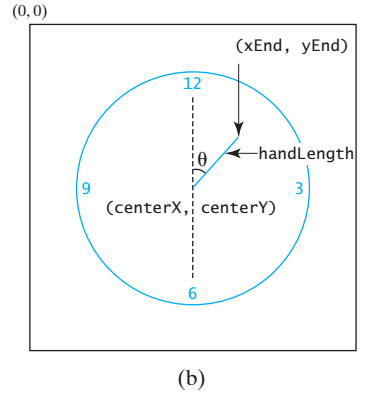 (0, 0)
(xEnd, yEnd)
12
θ
handLength
9
3
(centerX, centerY)
6
(b)